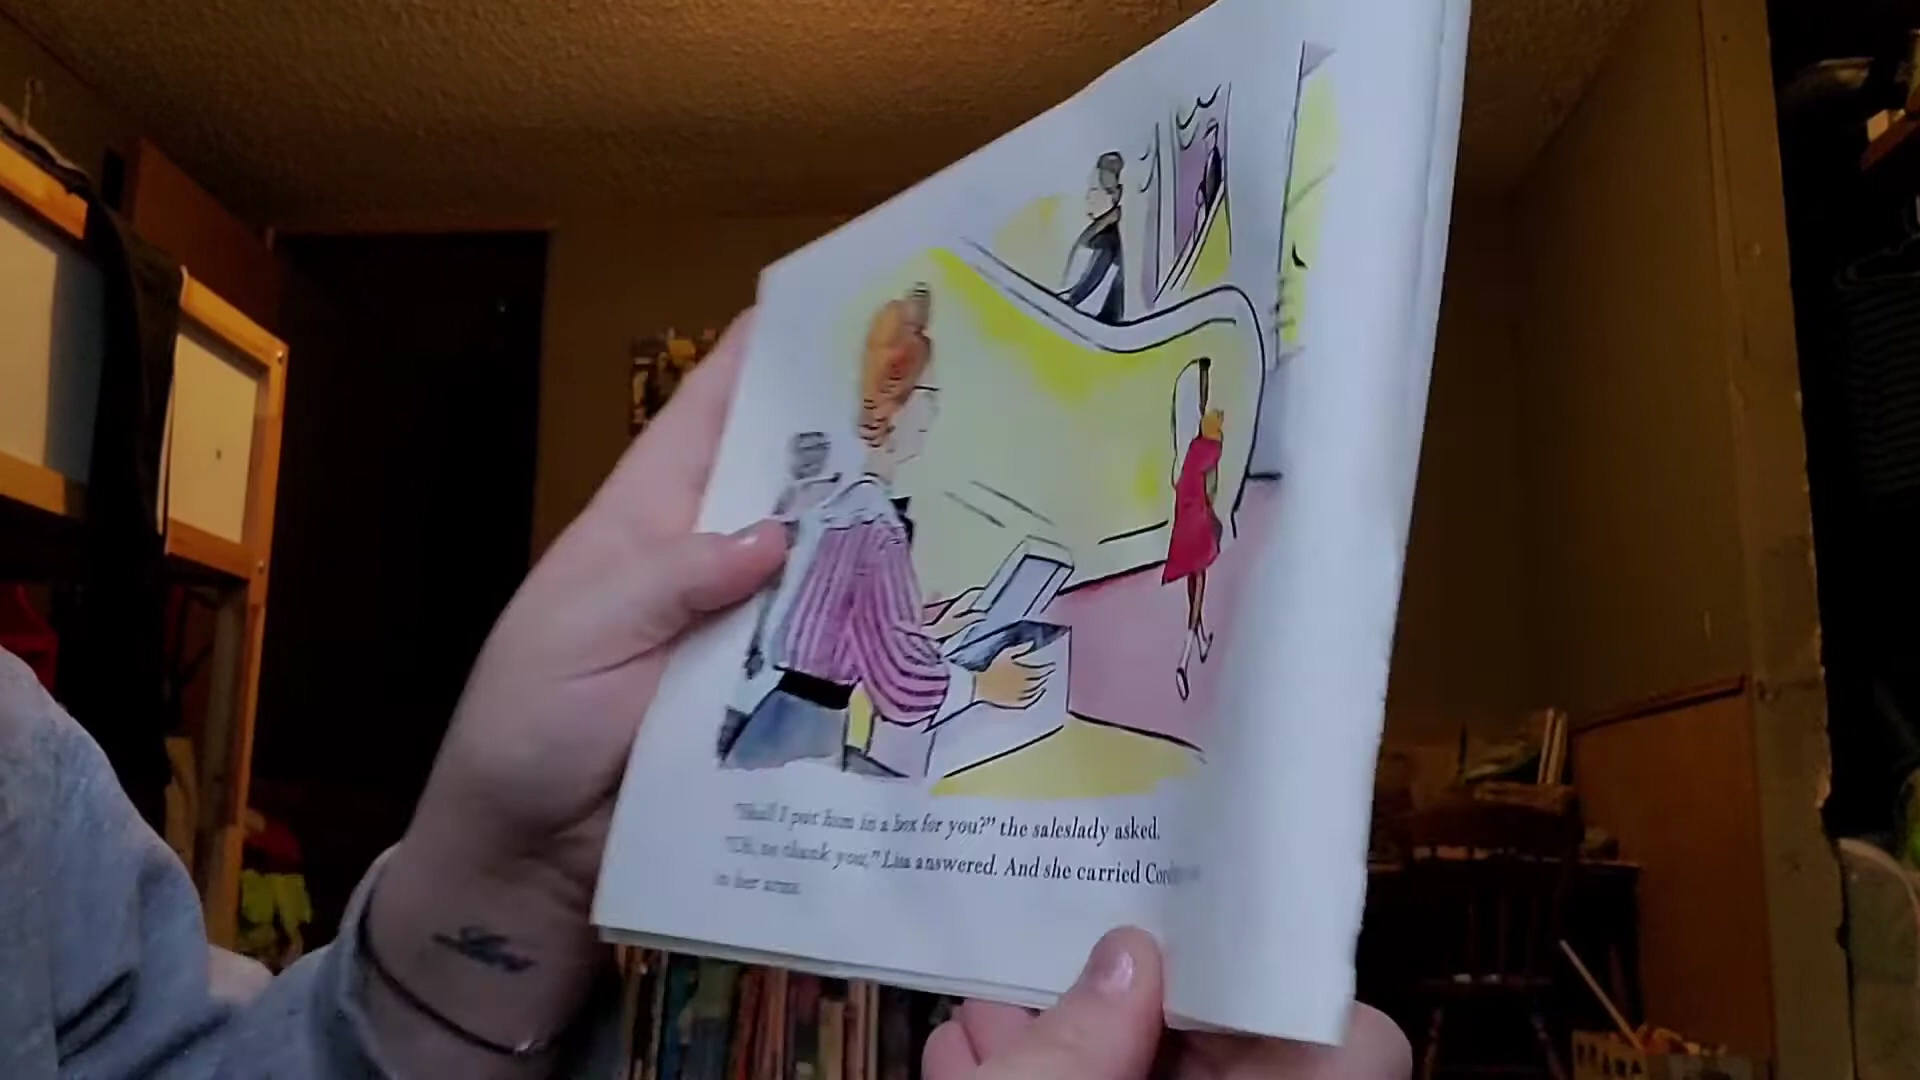 "Shall I put him in a box for you?" the saleslady asked.
"Oh, no thank you," Lisa answered. And she carried
in her arms.